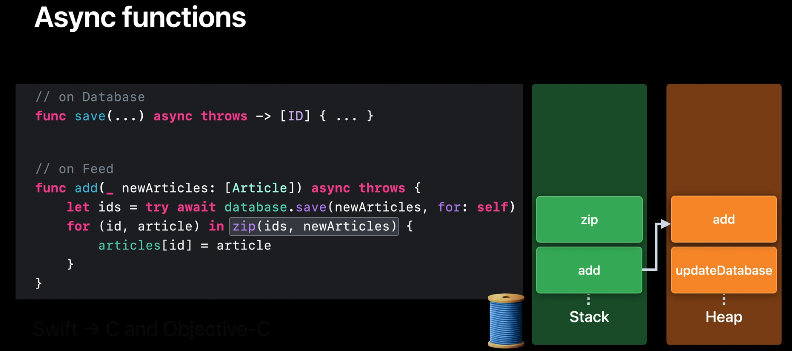 Async functions
// on Database
func save(...) async throws -> [ID] { ... }
// on Feed
func add(_ newArticles: [Article]) async throws {
let ids = try await database.save(newArticles, for: self)
for (id, article) in zip(ids, newArticles) {
articles[id] = article
}
}
zip
add
Stack
add
updateDatabase
Heap
Swift → C and Objective-C